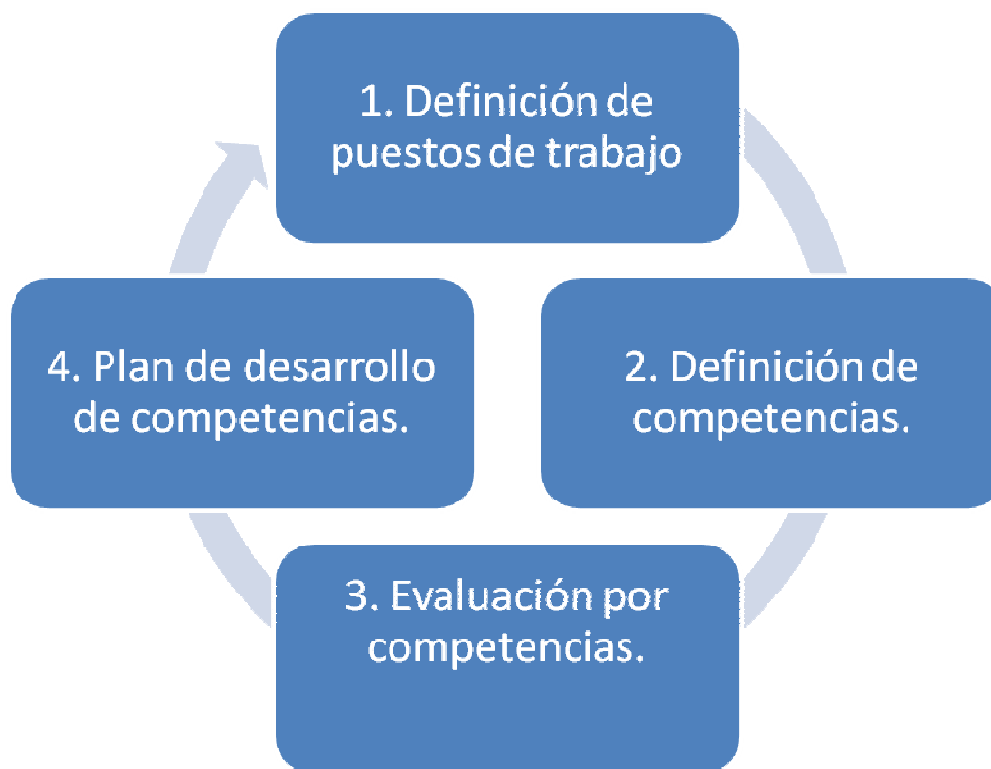 1. Definición de
puestos de trabajo
2. Definición de
competencias.
3. Evaluación por
competencias.
4. Plan de desarrollo
de competencias.